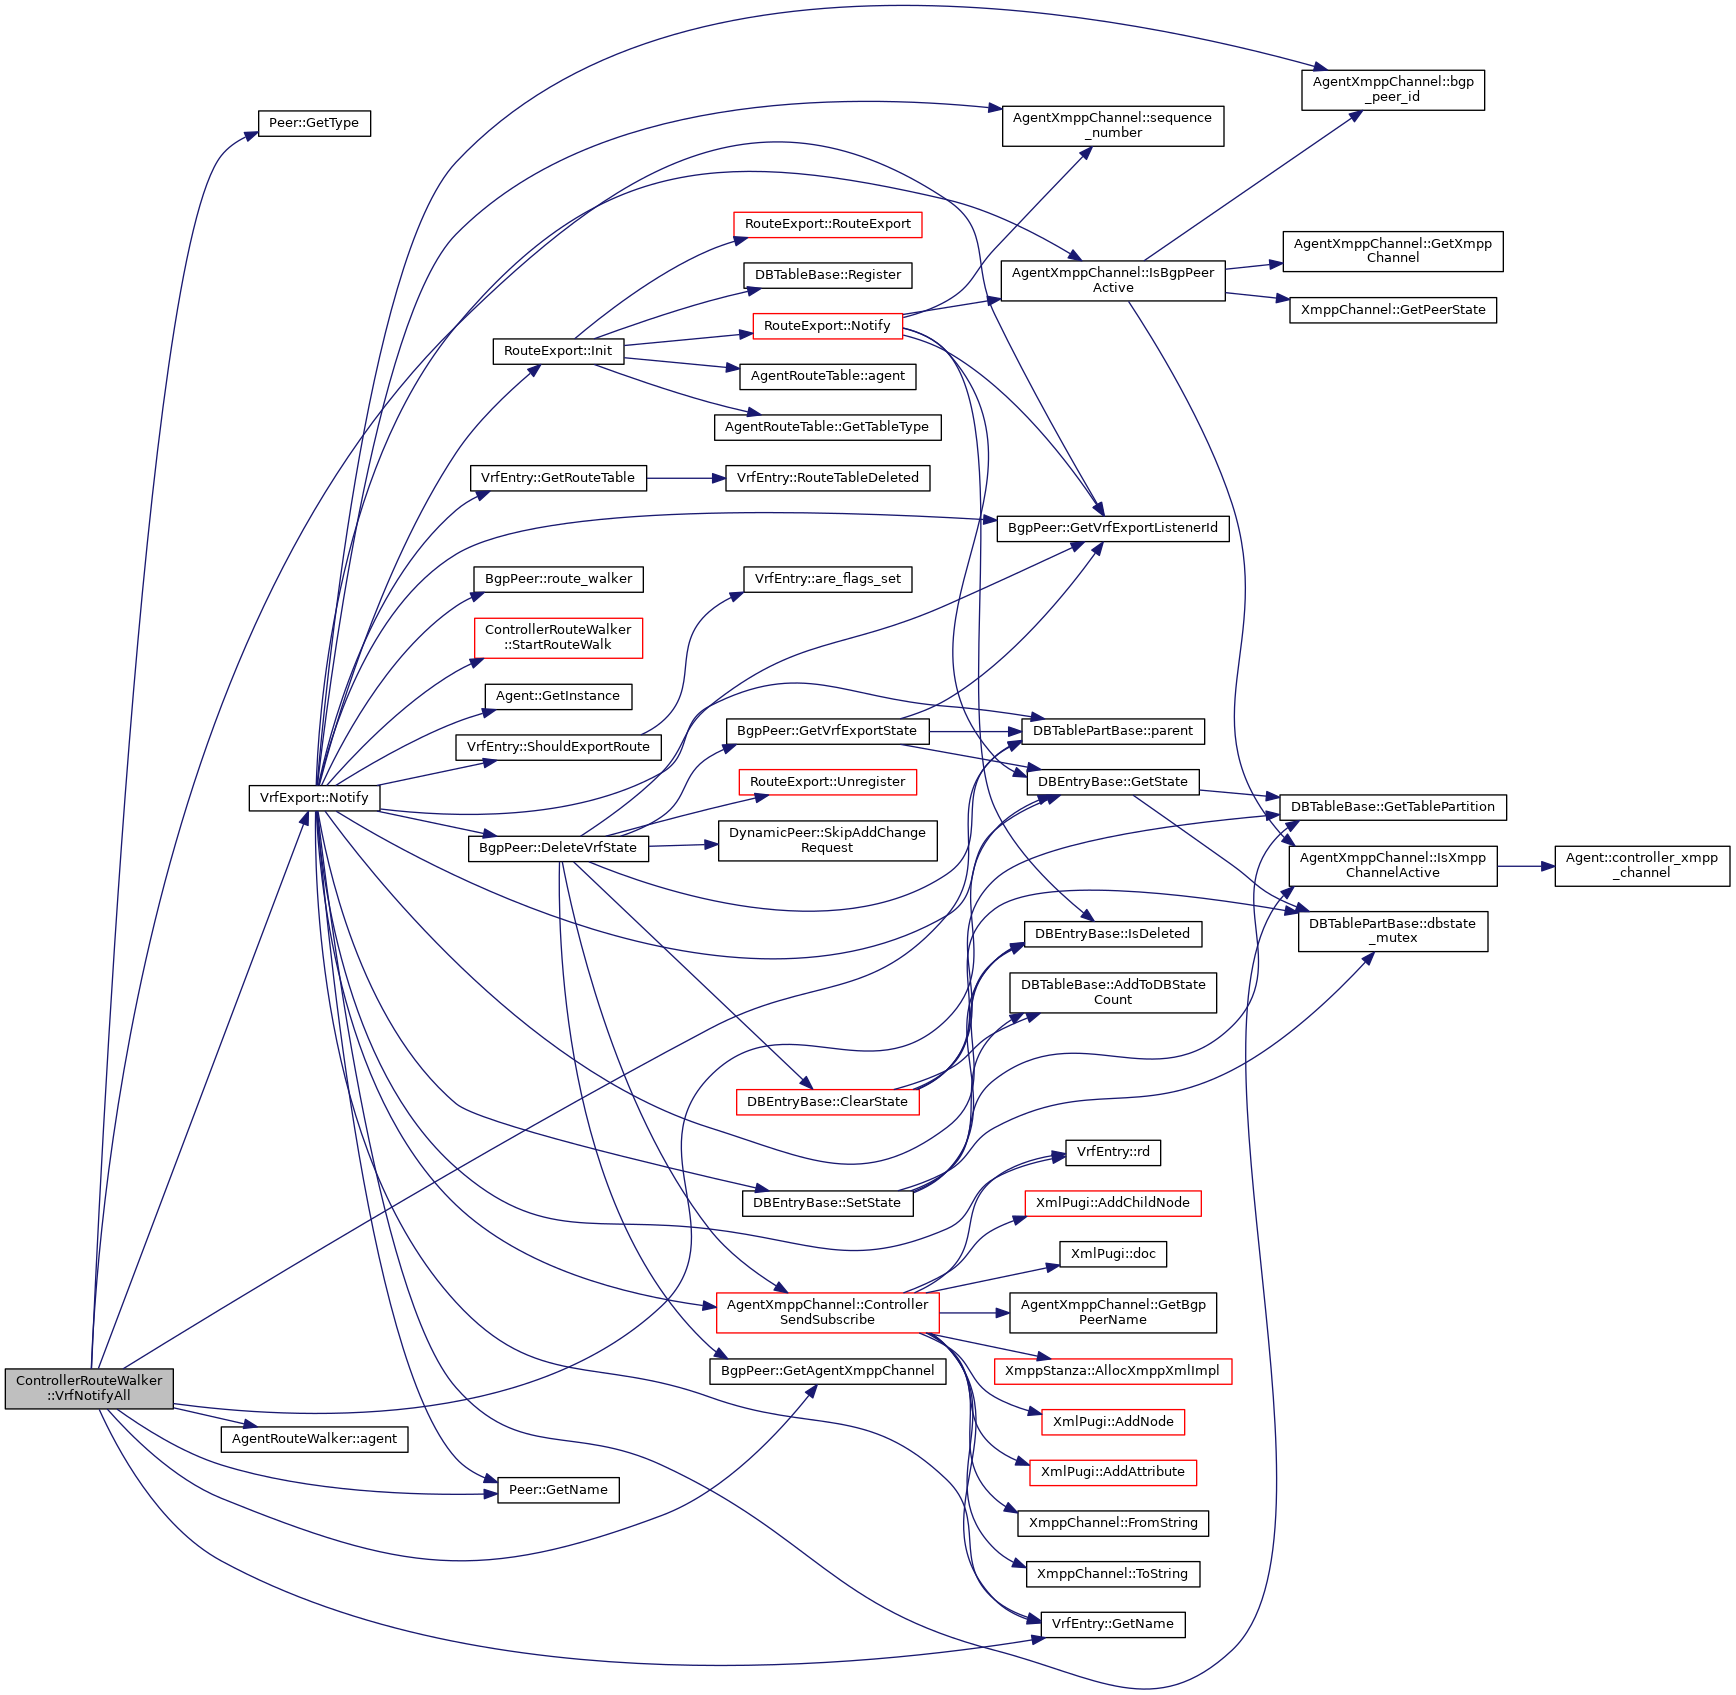 AgentXmppChannel::bgp
_peer_id
Peer::GetType
AgentXmppChannel::sequence
_number
RouteExport::RouteExport
AgentXmppChannel::GetXmpp
Channel
DBTableBase::Register
AgentXmppChannel::IsBgpPeer
Active
XmppChannel::GetPeerState
RouteExport::Notify
RouteExport::Init
AgentRouteTable::agent
AgentRouteTable::GetTableType
VrfEntry::GetRouteTable
VrfEntry::RouteTableDeleted
BgpPeer::GetVrfExportListenerId
BgpPeer::route_walker
VrfEntry::are_flags_set
ControllerRouteWalker
::StartRouteWalk
Agent::GetInstance
BgpPeer::GetVrfExportState
DBTablePartBase::parent
VrfEntry::ShouldExportRoute
RouteExport::Unregister
DBEntryBase::GetState
VrfExport::Notify
DBTableBase::GetTablePartition
DynamicPeer::SkipAddChange
Request
BgpPeer::DeleteVrfState
AgentXmppChannel::IsXmpp
ChannelActive
Agent::controller_xmpp
_channel
DBTablePartBase::dbstate
_mutex
DBEntryBase::IsDeleted
DBTableBase::AddToDBState
Count
DBEntryBase::ClearState
VrfEntry::rd
DBEntryBase::SetState
XmlPugi::AddChildNode
XmlPugi::doc
AgentXmppChannel::Controller
SendSubscribe
AgentXmppChannel::GetBgp
PeerName
BgpPeer::GetAgentXmppChannel
XmppStanza::AllocXmppXmlImpl
ControllerRouteWalker
::VrfNotifyAll
XmlPugi::AddNode
AgentRouteWalker::agent
XmlPugi::AddAttribute
Peer::GetName
XmppChannel::FromString
XmppChannel::ToString
VrfEntry::GetName